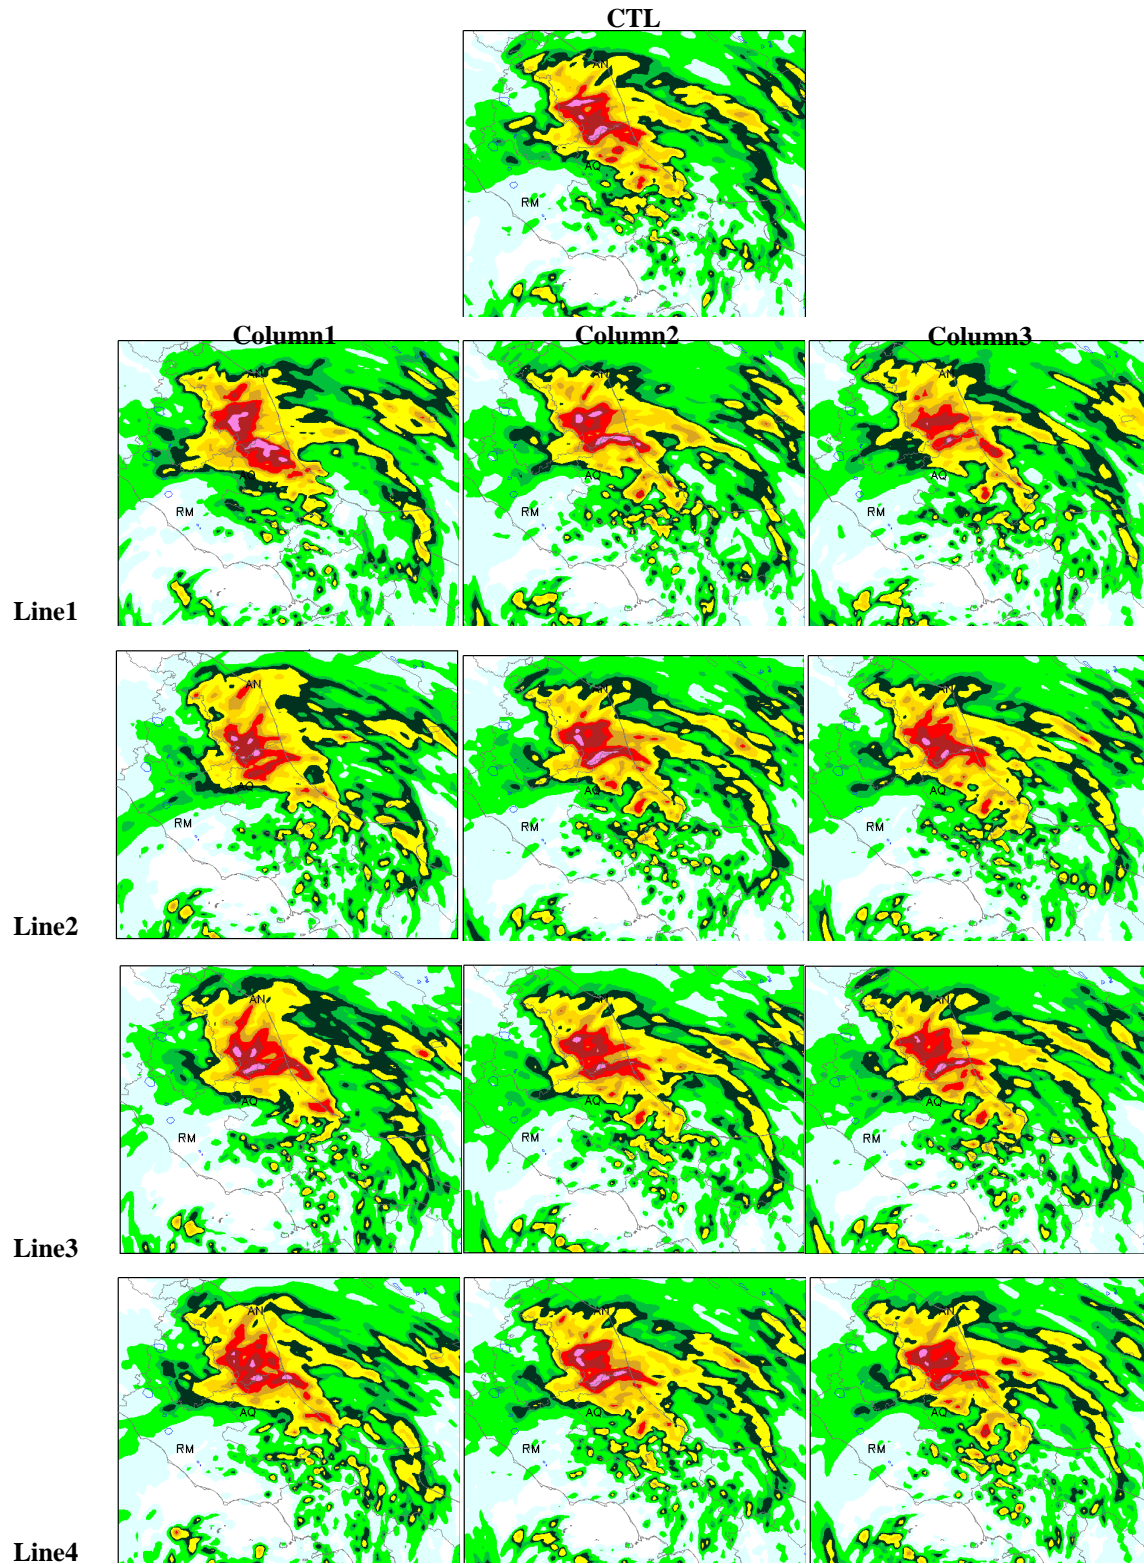 CTL
AN
AQ
RM
Column1 Column2 Column3
AN AN AN
AQ AQ AQ
RM RM RM
Line1
AN AN AN
AQ AQ AQ
RM RM RM
Line2
AN AN AN
AQ AQ AQ
RM RM RM
Line3
AN AN AN
AQ AQ AQ
RM RM RM
Line4